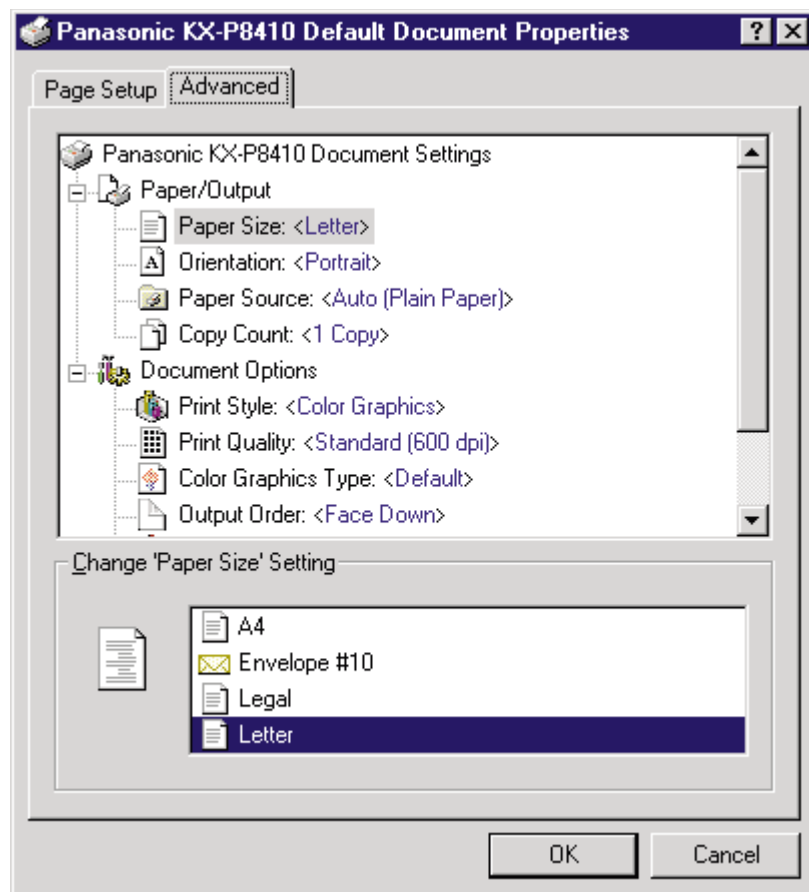 Panasonic KX-P8410 Default Document Properties
Page Setup Advanced
Panasonic KX-P8410 Document Settings
Paper/Output
Paper Size: <Letter>
Orientation: <Portrait>
Paper Source: <Auto (Plain Paper)>
Copy Count: <1 Copy>
Document Options
Print Style: <Color Graphics>
Print Quality: <Standard (600 dpi)>
Color Graphics Type: <Default>
Output Order: <Face Down>
Change 'Paper Size' Setting
A4
Envelope #10
Legal
Letter
OK Cancel